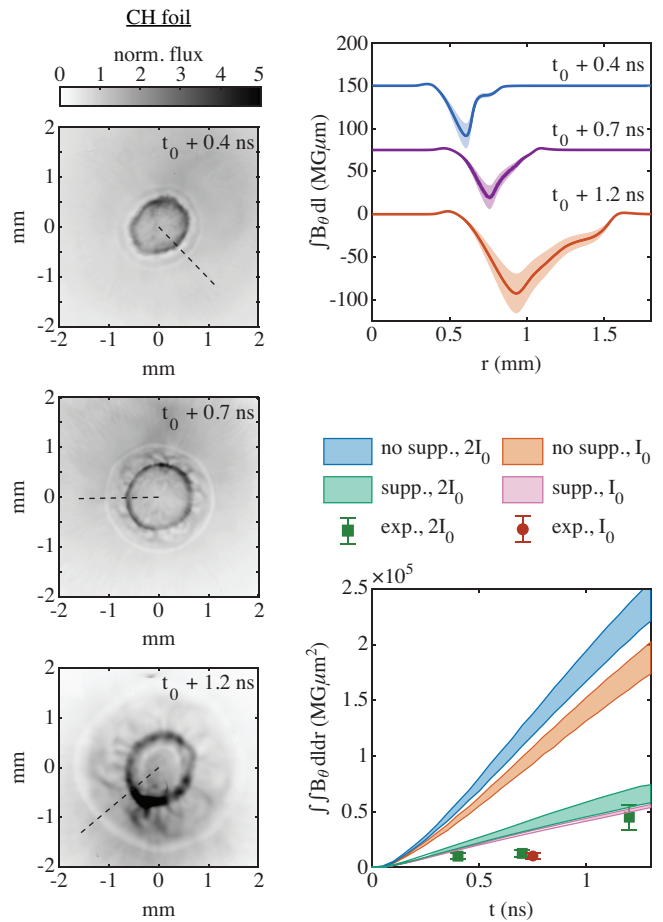 CH foil
norm. flux
0 1 2 3 4 5
t0 + 0.4 ns
2
1
0
-1
-2
mm
-2 -1 0 1 2
mm
t0 + 0.7 ns
2
1
0
-1
-2
mm
-2 -1 0 1 2
mm
t0 + 1.2 ns
2
1
0
-1
-2
mm
-2 -1 0 1 2
mm
200
150
100
50
0
-50
-100
∫Bθ dl (MGμm)
t0 + 0.4 ns
t0 + 0.7 ns
t0 + 1.2 ns
0 0.5 1 1.5
r (mm)
no supp., 2I0
no supp., I0
supp., 2I0
supp., I0
exp., 2I0
exp., I0
×10^5
2.5
2
1.5
1
0.5
0
∫∫Bθ dldr (MGμm²)
0 0.5 1
t (ns)